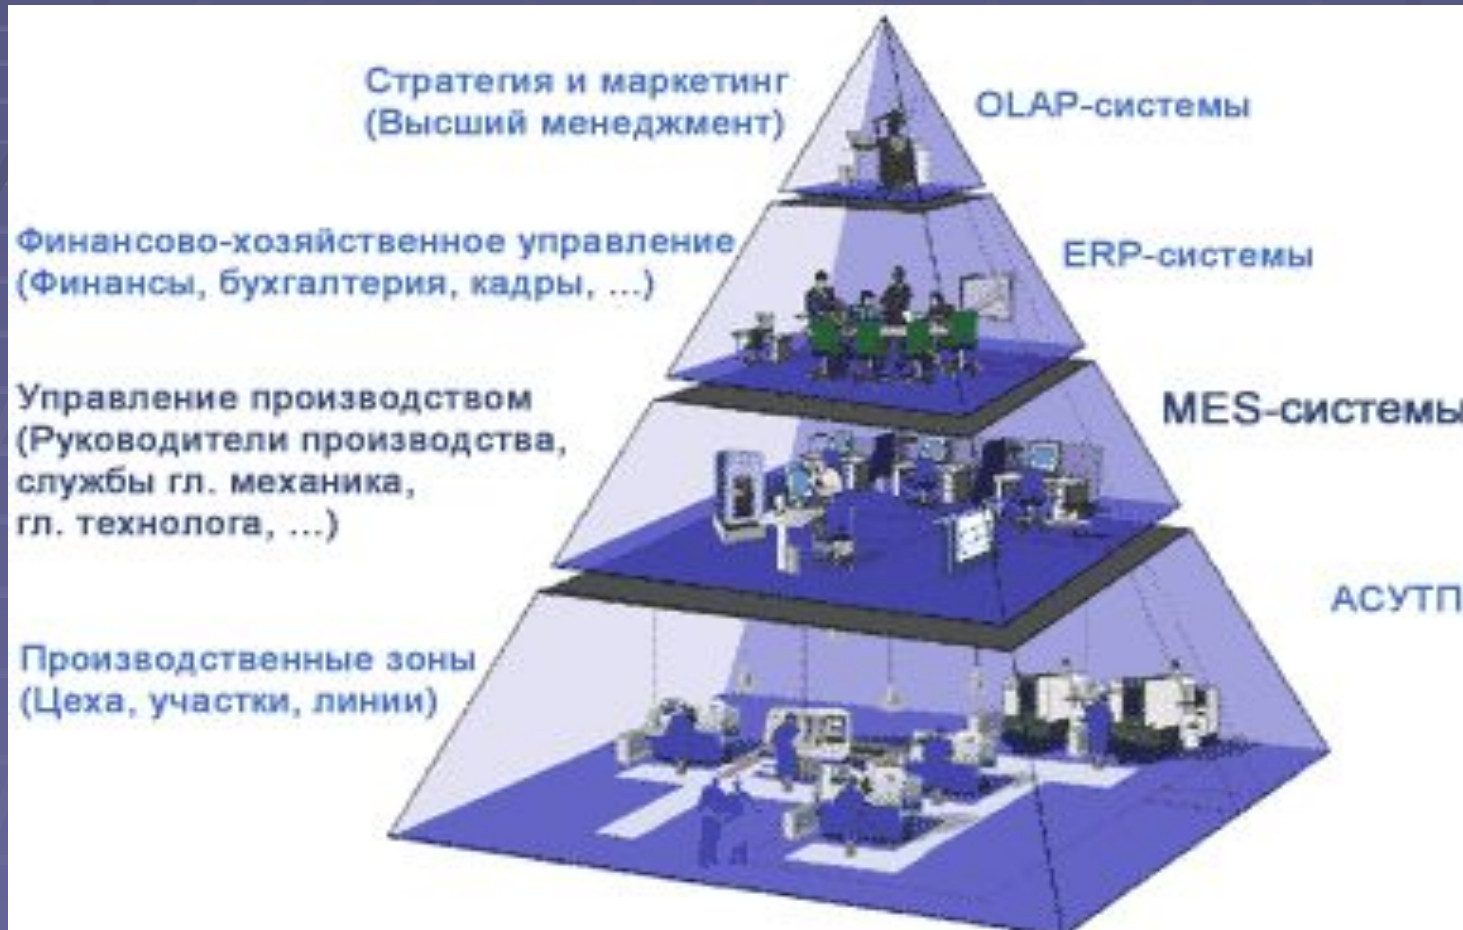 Стратегия и маркетинг
(Высший менеджмент)
OLAP-системы
Финансово-хозяйственное управление
(Финансы, бухгалтерия, кадры, ...)
ERP-системы
Управление производством
(Руководители производства,
службы гл. механика,
гл. технолога, ...)
MES-системы
АСУТП
Производственные зоны
(Цеха, участки, линии)